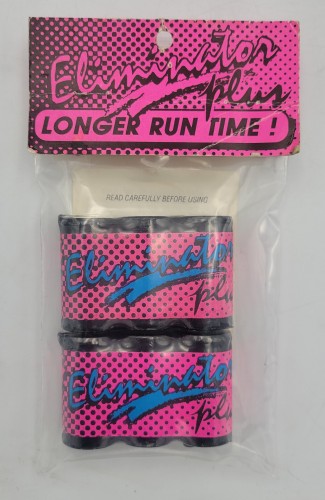 Eliminator
plus
LONGER RUN TIME !
READ CAREFULLY BEFORE USING
Eliminator
plus
Eliminator
plus